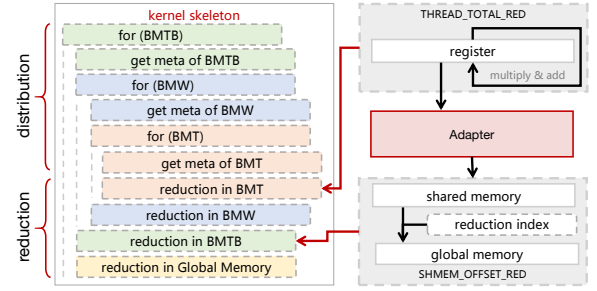 kernel skeleton
for (BMTB)
get meta of BMTB
for (BMW)
get meta of BMW
for (BMT)
get meta of BMT
reduction in BMT
reduction in BMW
reduction in BMTB
reduction in Global Memory
distribution
reduction
THREAD_TOTAL_RED
register
multiply & add
Adapter
shared memory
reduction index
global memory
SHMEM_OFFSET_RED